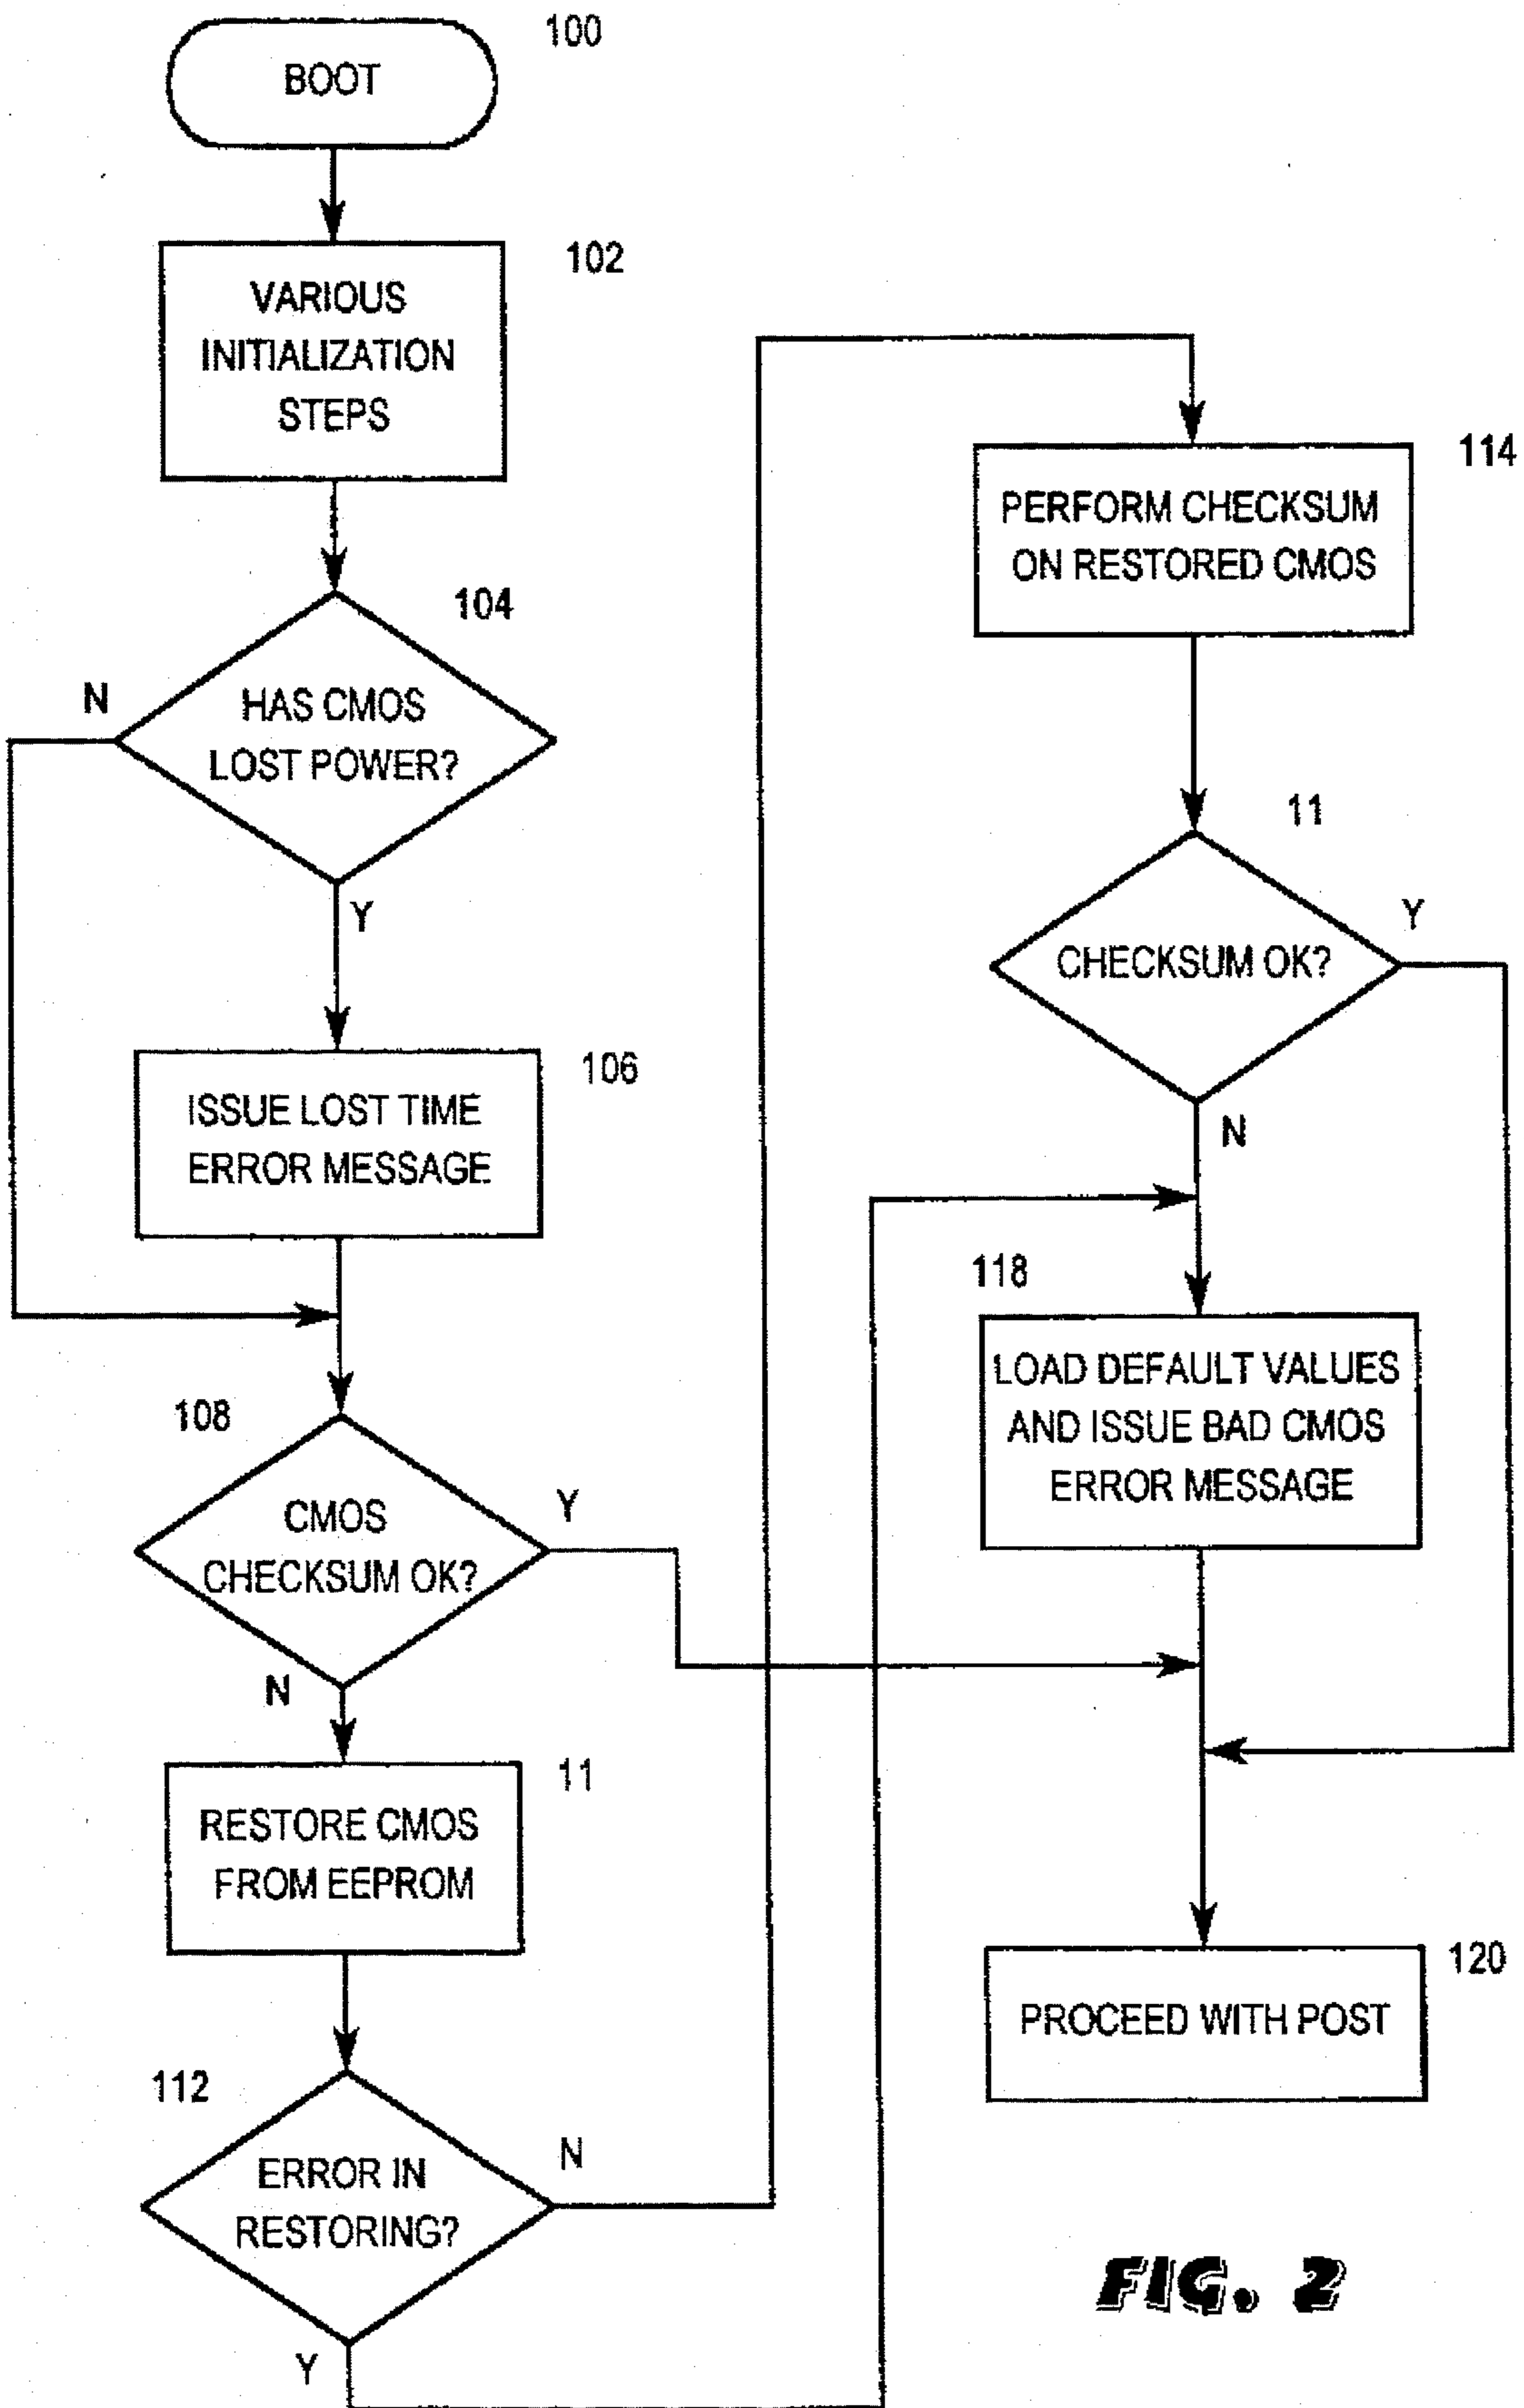 100
BOOT
102
VARIOUS
INITIALIZATION
STEPS
104
N
HAS CMOS
LOST POWER?
Y
106
ISSUE LOST TIME
ERROR MESSAGE
108
CMOS
CHECKSUM OK?
Y
N
11
RESTORE CMOS
FROM EEPROM
112
ERROR IN
RESTORING?
N
Y
114
PERFORM CHECKSUM
ON RESTORED CMOS
11
CHECKSUM OK?
Y
N
118
LOAD DEFAULT VALUES
AND ISSUE BAD CMOS
ERROR MESSAGE
120
PROCEED WITH POST
FIG. 2